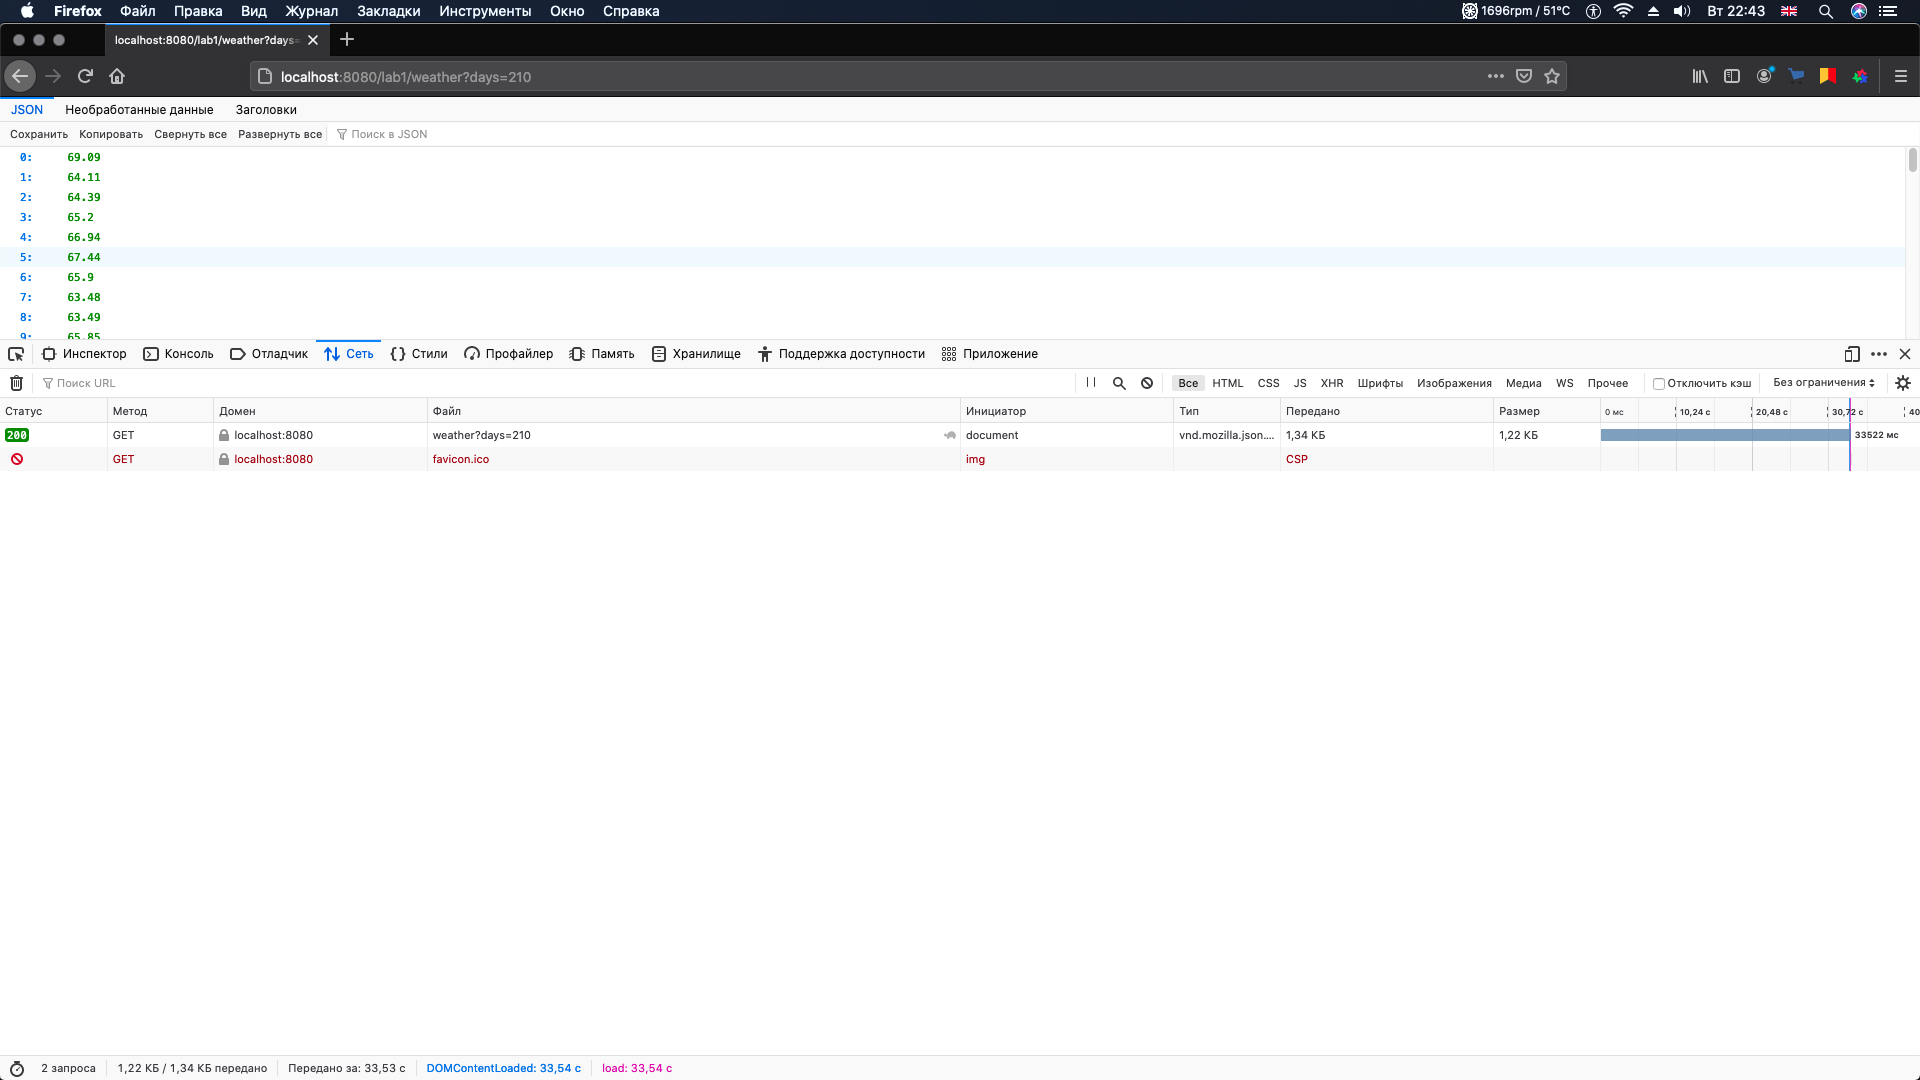 Firefox Файл Правка Вид Журнал Закладки Инструменты Окно Справка 1696rpm / 51°C Вт 22:43
localhost:8080/lab1/weather?days=
localhost:8080/lab1/weather?days=210
JSON Необработанные данные Заголовки
Сохранить Копировать Свернуть все Развернуть все Поиск в JSON
0: 69.09
1: 64.11
2: 64.39
3: 65.2
4: 66.94
5: 67.44
6: 65.9
7: 63.48
8: 63.49
9: 65.85
Инспектор Консоль Отладчик Сеть Стили Профайлер Память Хранилище Поддержка доступности Приложение
Поиск URL Все HTML CSS JS XHR Шрифты Изображения Медиа WS Прочее Отключить кэш Без ограничения
Статус Метод Домен Файл Инициатор Тип Передано Размер 0 мс 10,24 с 20,48 с 30,72 с 40
200 GET localhost:8080 weather?days=210 document vnd.mozilla.json.... 1,34 КБ 1,22 КБ 33522 мс
GET localhost:8080 favicon.ico img CSP
2 запроса 1,22 КБ / 1,34 КБ передано Передано за: 33,53 с DOMContentLoaded: 33,54 с load: 33,54 с